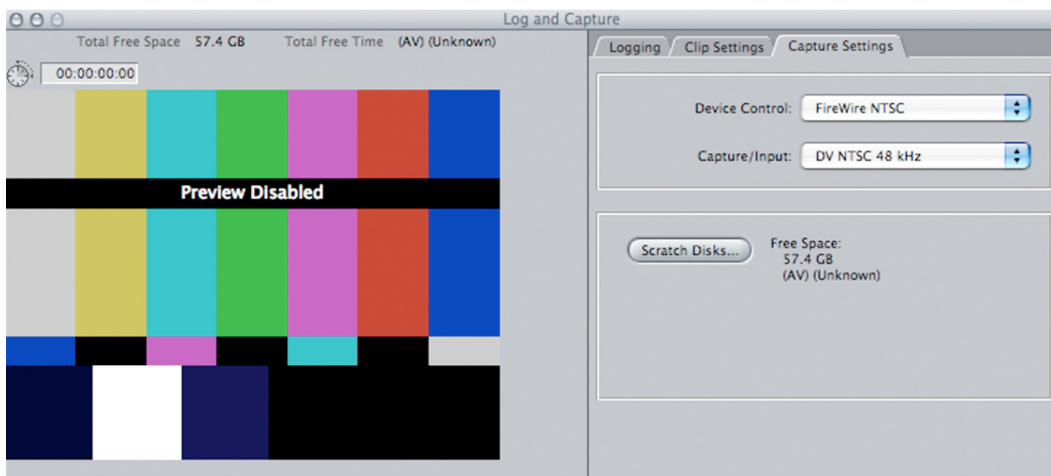 Log and Capture
Total Free Space 57.4 GB Total Free Time (AV) (Unknown)
00:00:00:00
Preview Disabled
Logging Clip Settings Capture Settings
Device Control: FireWire NTSC
Capture/Input: DV NTSC 48 kHz
Scratch Disks...
Free Space:
57.4 GB
(AV) (Unknown)